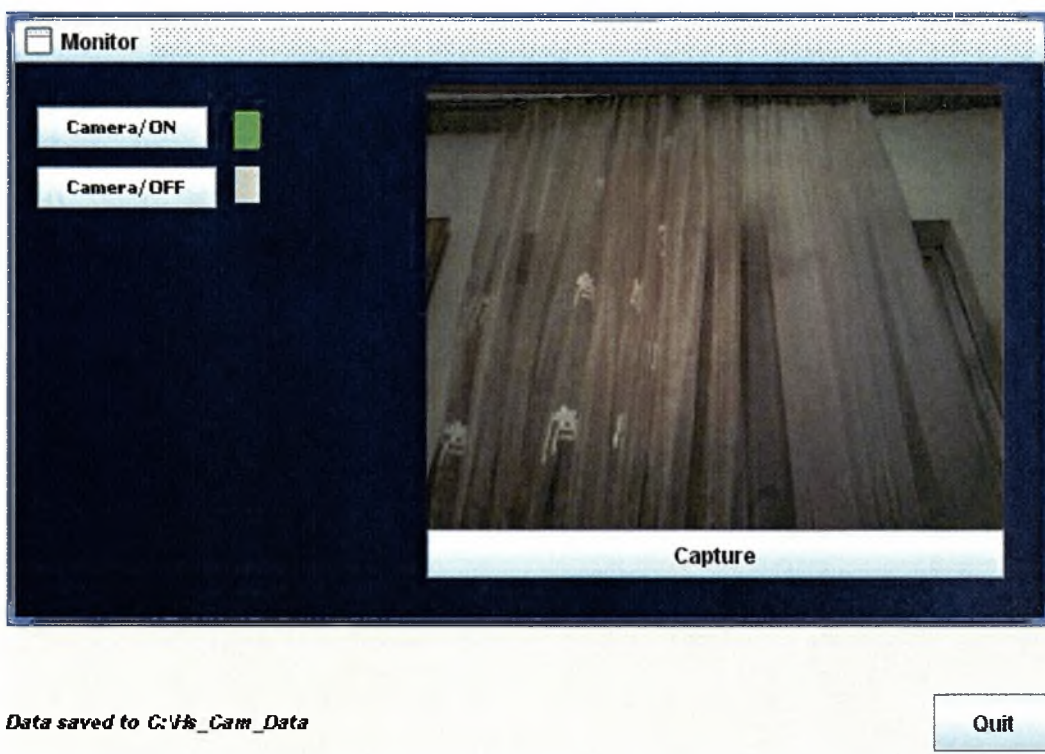 Monitor
Camera/ON
Camera/OFF
Capture
Data saved to C:\Hs_Cam_Data
Quit